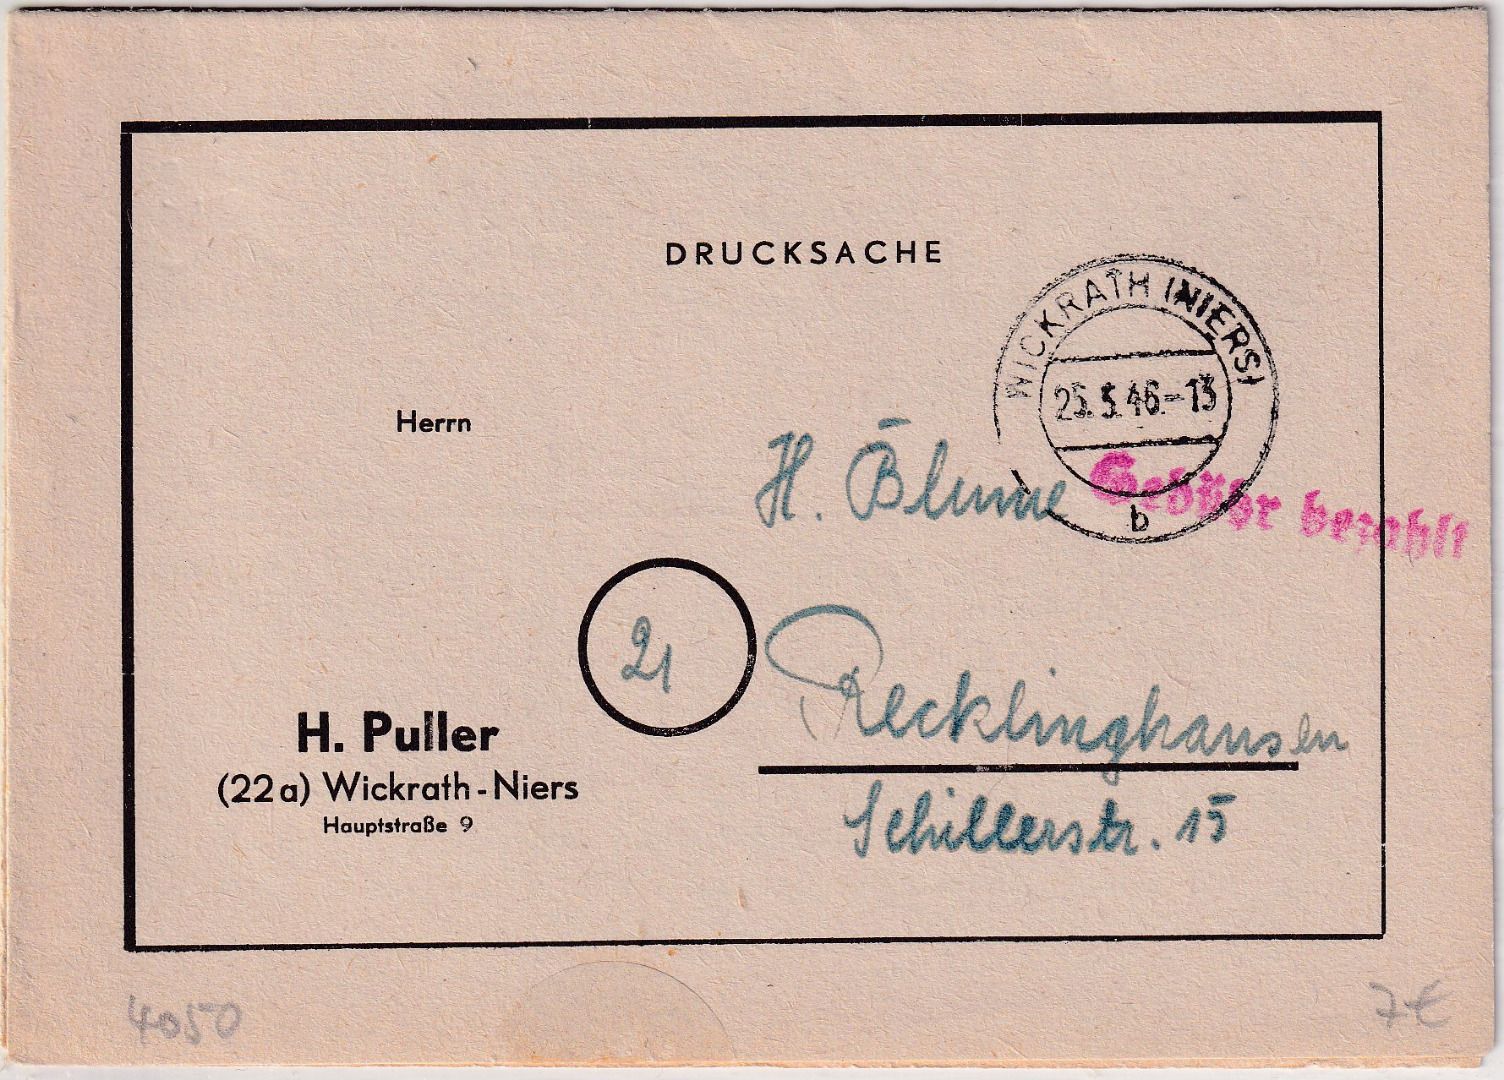 DRUCKSACHE
WICKRATH (NIERS)
25.5.46.-13
b
Herrn
H. Blume
Gebühr bezahlt
21
Recklinghausen
H. Puller
(22a) Wickrath-Niers
Hauptstraße 9
Schillerstr. 15
4050
7€